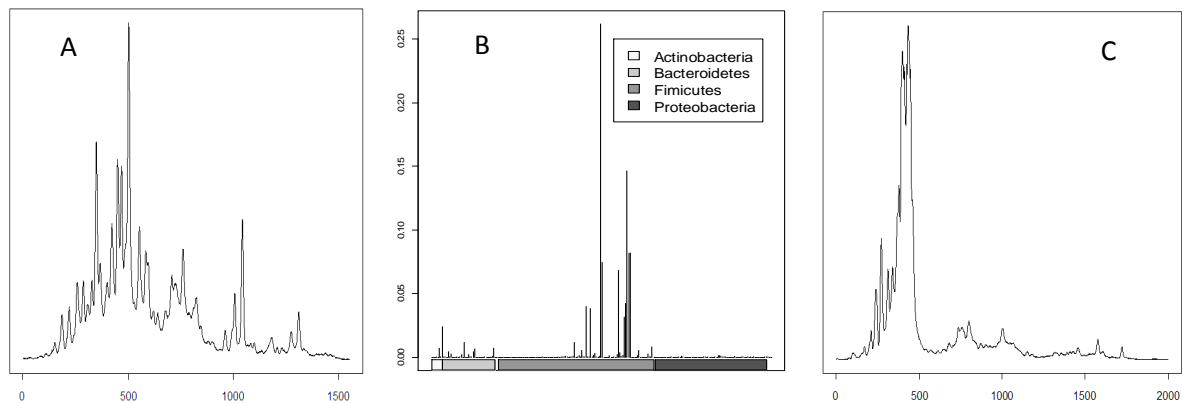 A
0 500 1000 1500
B
0.25
0.20
0.15
0.10
0.05
0.00
Actinobacteria
Bacteroidetes
Fimicutes
Proteobacteria
C
0 500 1000 1500 2000